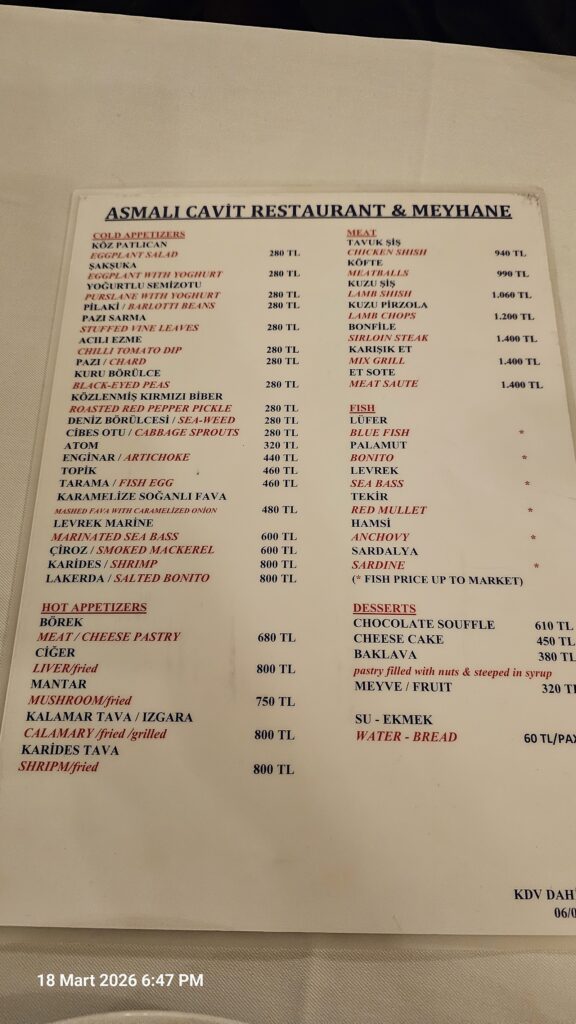 ASMALI CAVİT RESTAURANT & MEYHANE
COLD APPETIZERS
KÖZ PATLICAN
EGGPLANT SALAD 280 TL
ŞAKŞUKA
EGGPLANT WITH YOGHURT 280 TL
YOĞURTLU SEMİZOTU
PURSLANE WITH YOGHURT 280 TL
PİLAKİ / BARLOTTI BEANS 280 TL
PAZI SARMA
STUFFED VINE LEAVES 280 TL
ACILI EZME
CHILLI TOMATO DIP 280 TL
PAZI / CHARD 280 TL
KURU BÖRÜLCE
BLACK-EYED PEAS 280 TL
KÖZLENMİŞ KIRMIZI BİBER
ROASTED RED PEPPER PICKLE 280 TL
DENİZ BÖRÜLCESİ / SEA-WEED 280 TL
CİBES OTU / CABBAGE SPROUTS 280 TL
ATOM 320 TL
ENGİNAR / ARTICHOKE 440 TL
TOPİK 460 TL
TARAMA / FISH EGG 460 TL
KARAMELİZE SOĞANLI FAVA
MASHED FAVA WITH CARAMELIZED ONION 480 TL
LEVREK MARİNE
MARINATED SEA BASS 600 TL
ÇİROZ / SMOKED MACKEREL 600 TL
KARİDES / SHRIMP 800 TL
LAKERDA / SALTED BONITO 800 TL
HOT APPETIZERS
BÖREK
MEAT / CHEESE PASTRY 680 TL
CİĞER
LIVER/fried 800 TL
MANTAR
MUSHROOM/fried 750 TL
KALAMAR TAVA / IZGARA
CALAMARY /fried /grilled 800 TL
KARİDES TAVA
SHRIPM/fried 800 TL
MEAT
TAVUK ŞİŞ
CHICKEN SHISH 940 TL
KÖFTE
MEATBALLS 990 TL
KUZU ŞİŞ
LAMB SHISH 1.060 TL
KUZU PİRZOLA
LAMB CHOPS 1.200 TL
BONFİLE
SIRLOIN STEAK 1.400 TL
KARIŞIK ET
MIX GRILL 1.400 TL
ET SOTE
MEAT SAUTE 1.400 TL
FISH
LÜFER
BLUE FISH *
PALAMUT
BONITO *
LEVREK
SEA BASS *
TEKİR
RED MULLET *
HAMSİ
ANCHOVY *
SARDALYA
SARDINE *
(* FISH PRICE UP TO MARKET)
DESSERTS
CHOCOLATE SOUFFLE 610 TL
CHEESE CAKE 450 TL
BAKLAVA 380 TL
pastry filled with nuts & steeped in syrup
MEYVE / FRUIT 320 T
SU - EKMEK
WATER - BREAD 60 TL/PAX
KDV DAH
06/0
18 Mart 2026 6:47 PM